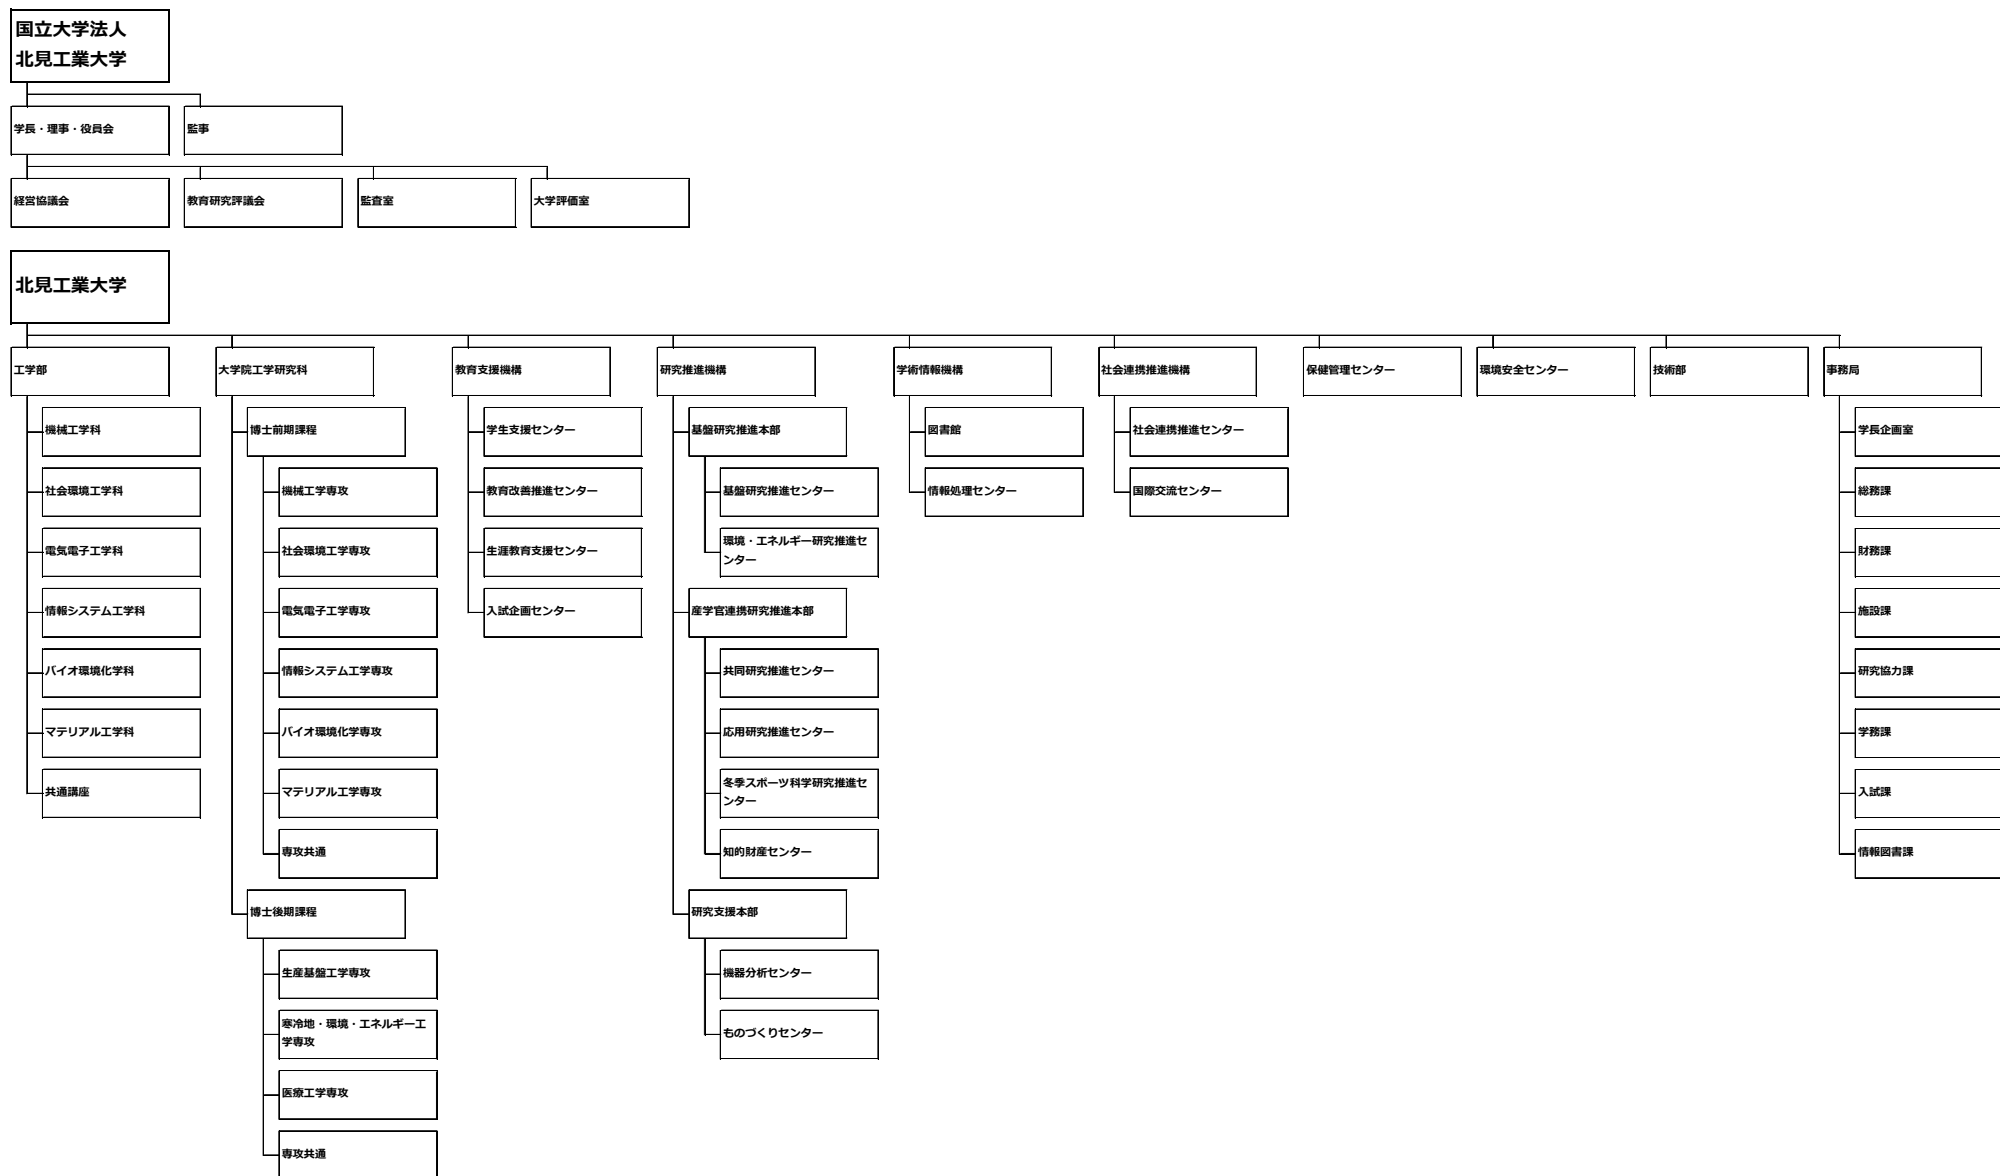 国立大学法人
北見工業大学
学長・理事・役員会
監事
経営協議会
教育研究評議会
監査室
大学評価室
北見工業大学
工学部
大学院工学研究科
教育支援機構
研究推進機構
学術情報機構
社会連携推進機構
保健管理センター
環境安全センター
技術部
事務局
機械工学科
社会環境工学科
電気電子工学科
情報システム工学科
バイオ環境化学科
マテリアル工学科
共通講座
博士前期課程
機械工学専攻
社会環境工学専攻
電気電子工学専攻
情報システム工学専攻
バイオ環境化学専攻
マテリアル工学専攻
専攻共通
博士後期課程
生産基盤工学専攻
寒冷地・環境・エネルギー工
学専攻
医療工学専攻
専攻共通
学生支援センター
教育改善推進センター
生涯教育支援センター
入試企画センター
基盤研究推進本部
基盤研究推進センター
環境・エネルギー研究推進セ
ンター
産学官連携研究推進本部
共同研究推進センター
応用研究推進センター
冬季スポーツ科学研究推進セ
ンター
知的財産センター
研究支援本部
機器分析センター
ものづくりセンター
図書館
情報処理センター
社会連携推進センター
国際交流センター
学長企画室
総務課
財務課
施設課
研究協力課
学務課
入試課
情報図書課